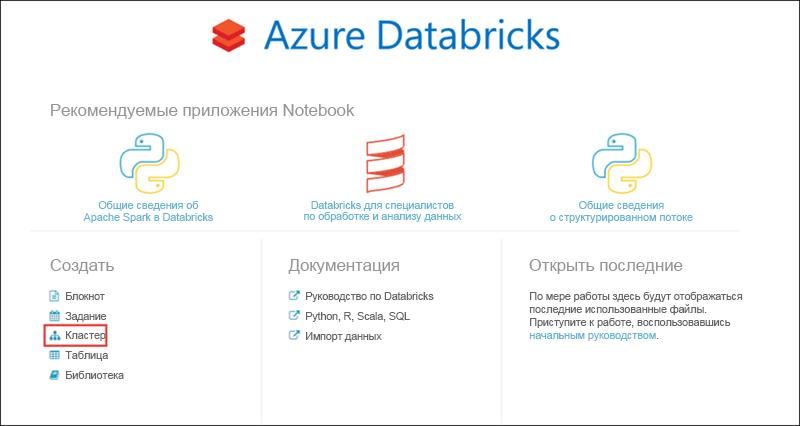 Azure Databricks
Рекомендуемые приложения Notebook
Общие сведения об
Apache Spark в Databricks
Databricks для специалистов
по обработке и анализу данных
Общие сведения
о структурированном потоке
Создать
Блокнот
Задание
Кластер
Таблица
Библиотека
Документация
Руководство по Databricks
Python, R, Scala, SQL
Импорт данных
Открыть последние
По мере работы здесь будут отображаться
последние использованные файлы.
Приступите к работе, воспользовавшись
начальным руководством.